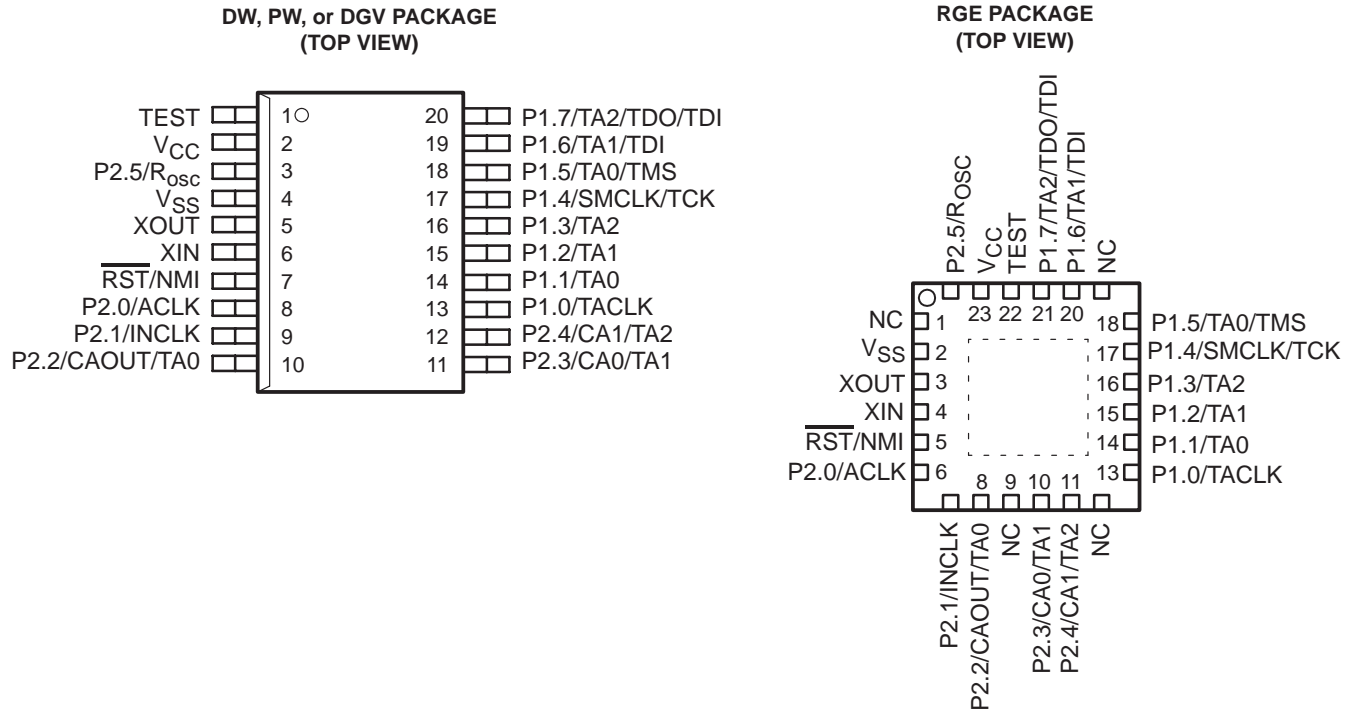 DW, PW, or DGV PACKAGE
(TOP VIEW)
TEST 1 20 P1.7/TA2/TDO/TDI
VCC 2 19 P1.6/TA1/TDI
P2.5/Rosc 3 18 P1.5/TA0/TMS
VSS 4 17 P1.4/SMCLK/TCK
XOUT 5 16 P1.3/TA2
XIN 6 15 P1.2/TA1
RST/NMI 7 14 P1.1/TA0
P2.0/ACLK 8 13 P1.0/TACLK
P2.1/INCLK 9 12 P2.4/CA1/TA2
P2.2/CAOUT/TA0 10 11 P2.3/CA0/TA1
RGE PACKAGE
(TOP VIEW)
P2.5/ROSC
VCC
TEST
P1.7/TA2/TDO/TDI
P1.6/TA1/TDI
NC
23 22 21 20
NC 1 18 P1.5/TA0/TMS
VSS 2 17 P1.4/SMCLK/TCK
XOUT 3 16 P1.3/TA2
XIN 4 15 P1.2/TA1
RST/NMI 5 14 P1.1/TA0
P2.0/ACLK 6 13 P1.0/TACLK
8 9 10 11
P2.1/INCLK
P2.2/CAOUT/TA0
NC
P2.3/CA0/TA1
P2.4/CA1/TA2
NC